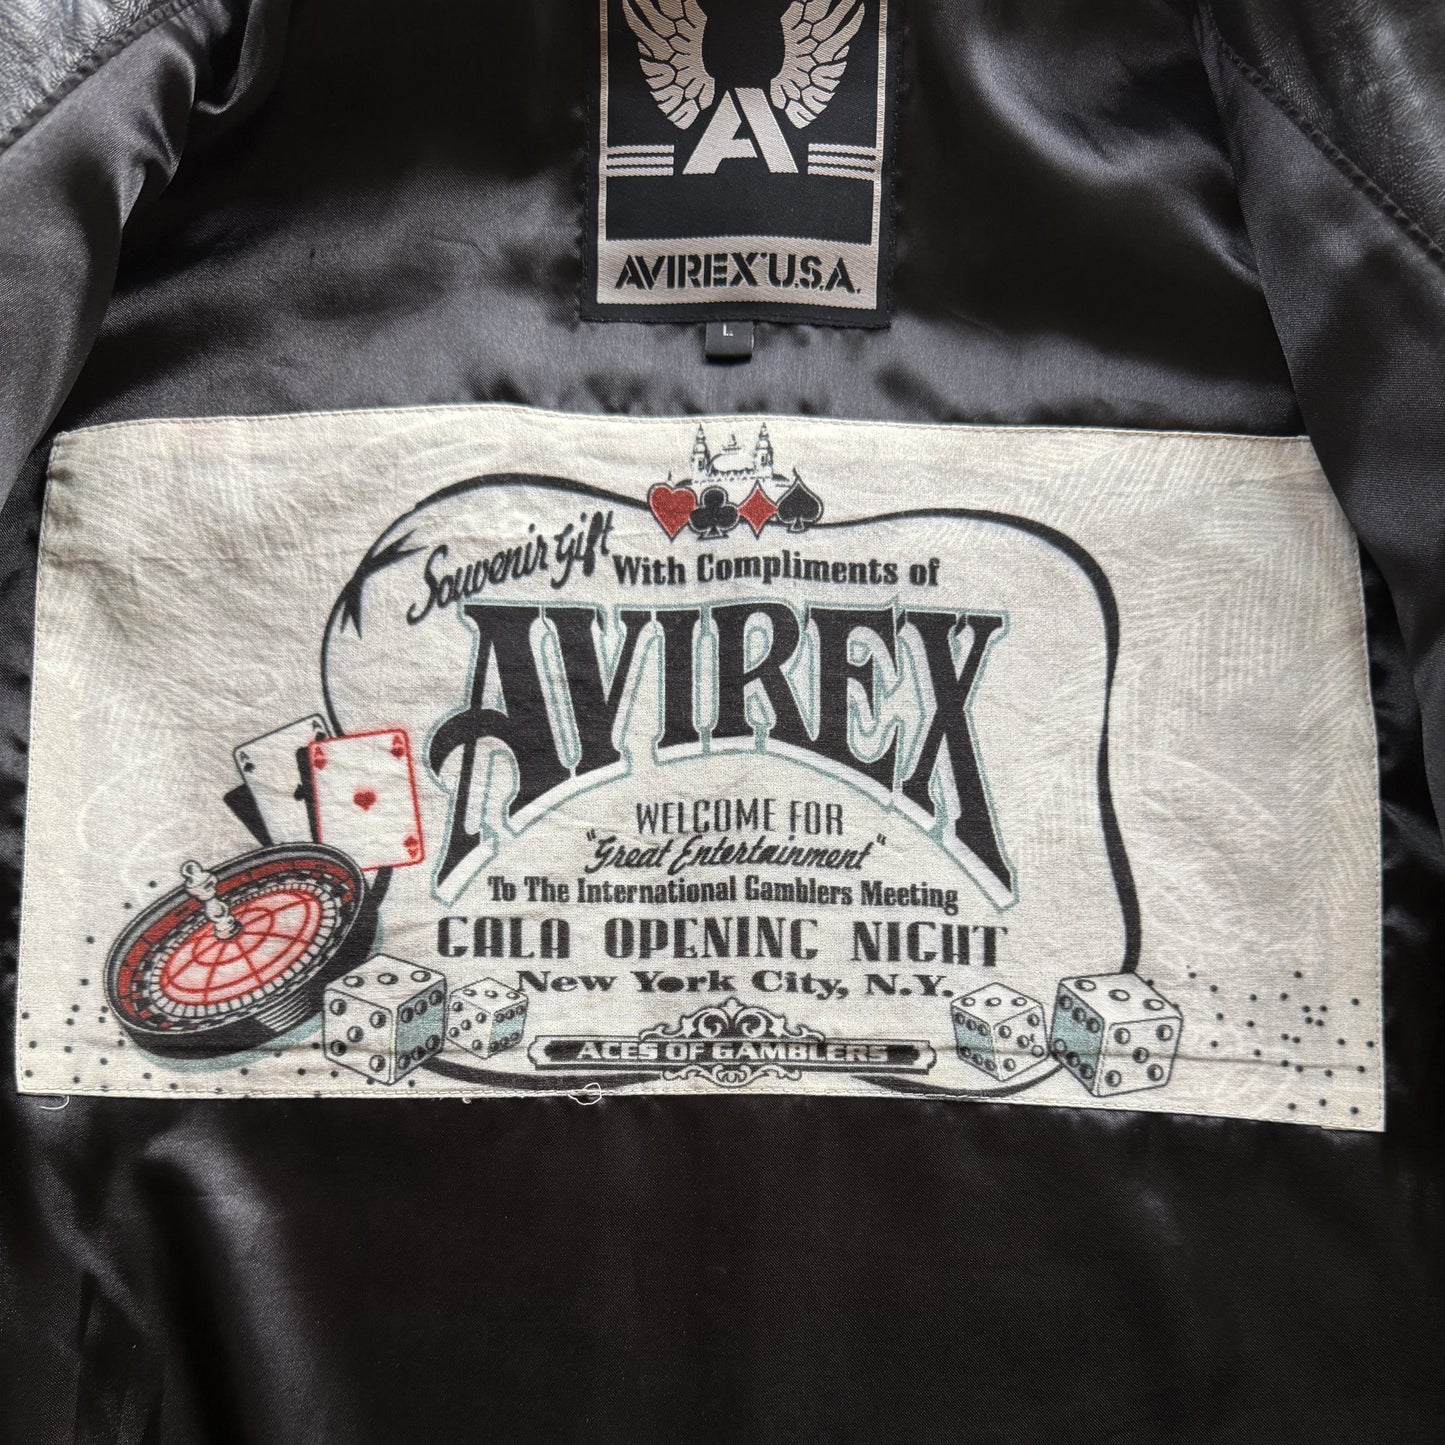 A
AVIREX U.S.A.
L
Souvenir Gift With Compliments of
AVIREX
WELCOME FOR
"Great Entertainment"
To The International Gamblers Meeting
GALA OPENING NIGHT
New York City, N.Y.
ACES OF GAMBLERS
A
A
A
A